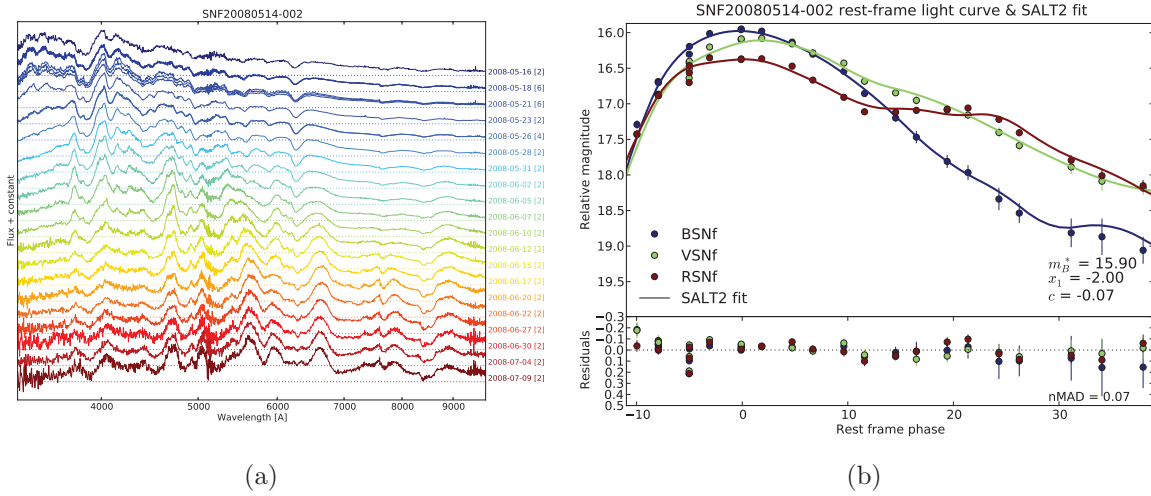 SNF20080514-002
Flux + constant
2008-05-16 [2]
2008-05-18 [6]
2008-05-21 [6]
2008-05-23 [2]
2008-05-26 [4]
2008-05-28 [2]
2008-05-31 [2]
2008-06-02 [2]
2008-06-05 [2]
2008-06-07 [2]
2008-06-10 [2]
2008-06-12 [2]
2008-06-15 [2]
2008-06-17 [2]
2008-06-20 [2]
2008-06-22 [2]
2008-06-27 [2]
2008-06-30 [2]
2008-07-04 [2]
2008-07-09 [2]
4000 5000 6000 7000 8000 9000
Wavelength [A]
(a)
SNF20080514-002 rest-frame light curve & SALT2 fit
Relative magnitude
16.0
16.5
17.0
17.5
18.0
18.5
19.0
19.5
BSNf
VSNf
RSNf
SALT2 fit
m*B = 15.90
x1 = -2.00
c = -0.07
Residuals
−0.3
−0.2
−0.1
0.0
0.1
0.2
0.3
0.4
0.5
nMAD = 0.07
−10 0 10 20 30
Rest frame phase
(b)